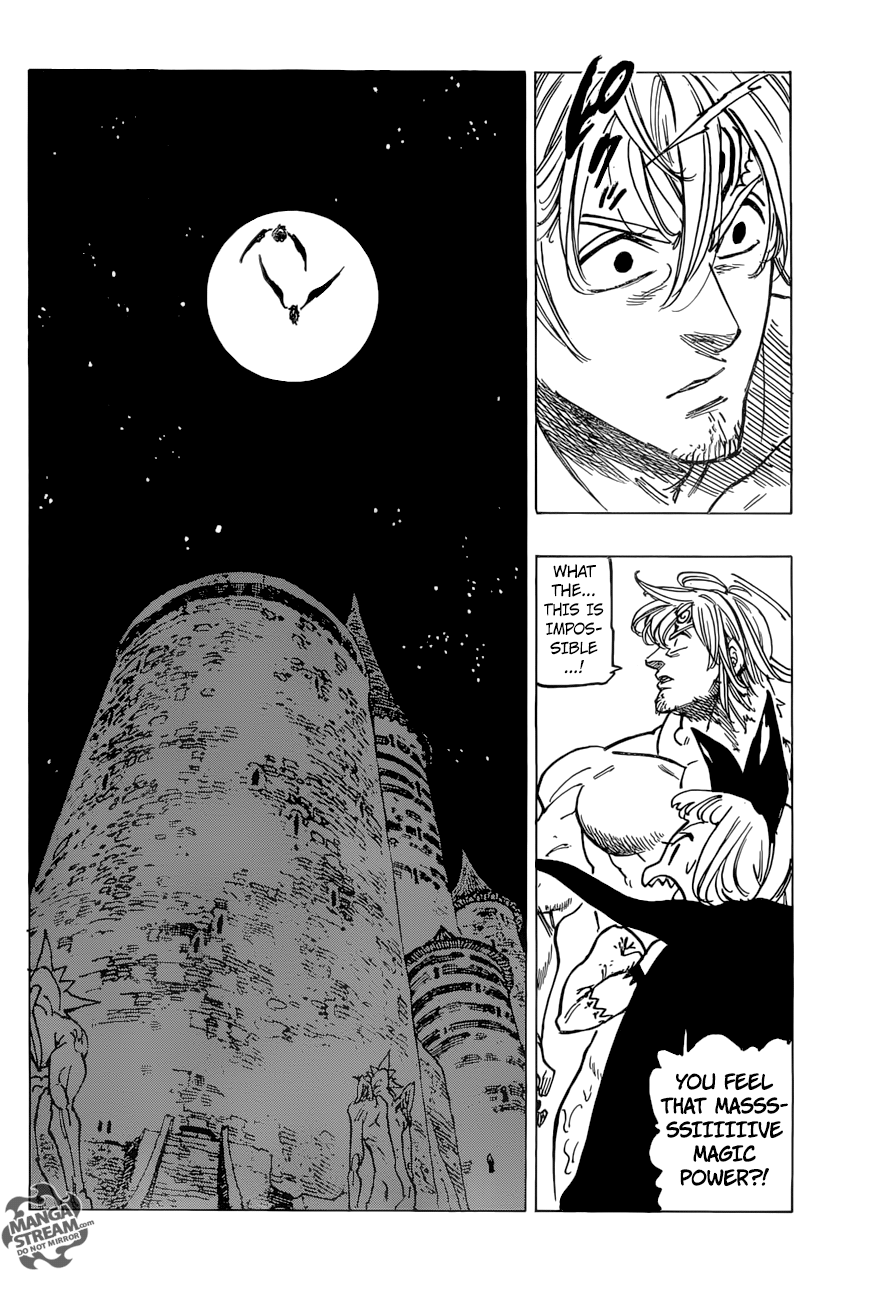 WHAT
THE...
THIS IS
IMPOS-
SIBLE
...!
YOU FEEL
THAT MASSS-
SSIIIIIIVE
MAGIC
POWER?!
MANGA
STREAM.com
DO NOT MIRROR